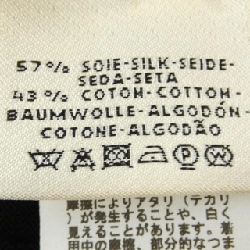 57% SOIE-SILK-SEIDE-
SEDA-SETA
43% COTOH-COTTON-
BAUMWOLLE-ALGODÓN-
COTONE-ALGODÃO
P
摩擦によりアタリ(テカリ
)が発生することや、白く
見えることがあります。着
用中の摩擦、部分的なつま